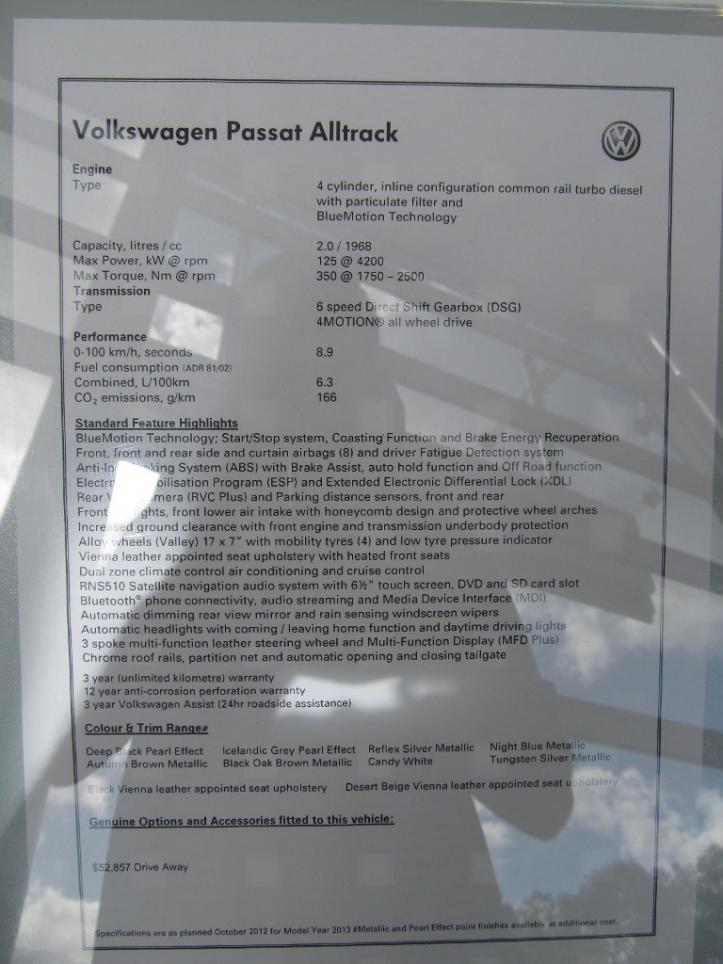 Volkswagen Passat Alltrack
Engine
Type 4 cylinder, inline configuration common rail turbo diesel
with particulate filter and
BlueMotion Technology
Capacity, litres / cc 2.0 / 1968
Max Power, kW @ rpm 125 @ 4200
Max Torque, Nm @ rpm 350 @ 1750 – 2500
Transmission
Type 6 speed Direct Shift Gearbox (DSG)
4MOTION® all wheel drive
Performance
0-100 km/h, seconds 8.9
Fuel consumption (ADR 81/02)
Combined, L/100km 6.3
CO₂ emissions, g/km 166
Standard Feature Highlights
BlueMotion Technology; Start/Stop system, Coasting Function and Brake Energy Recuperation
Front, front and rear side and curtain airbags (8) and driver Fatigue Detection system
System (ABS) with Brake Assist, auto hold function and Off Road function
Program (ESP) and Extended Electronic Differential Lock (XDL)
Rear (RVC Plus) and Parking distance sensors, front and rear
Front front lower air intake with honeycomb design and protective wheel arches
Increased ground clearance with front engine and transmission underbody protection
Alloy wheels (Valley) 17 x 7” with mobility tyres (4) and low tyre pressure indicator
Vienna leather appointed seat upholstery with heated front seats
Dual zone climate control air conditioning and cruise control
RNS510 Satellite navigation audio system with 6½” touch screen, DVD and SD card slot
Bluetooth® phone connectivity, audio streaming and Media Device Interface (MDI)
Automatic dimming rear view mirror and rain sensing windscreen wipers
Automatic headlights with coming / leaving home function and daytime driving lights
3 spoke multi-function leather steering wheel and Multi-Function Display (MFD Plus)
Chrome roof rails, partition net and automatic opening and closing tailgate
3 year (unlimited kilometre) warranty
12 year anti-corrosion perforation warranty
3 year Volkswagen Assist (24hr roadside assistance)
Colour & Trim Range#
Deep Black Pearl Effect Icelandic Grey Pearl Effect Reflex Silver Metallic Night Blue Metallic
Autumn Brown Metallic Black Oak Brown Metallic Candy White Tungsten Silver Metallic
Black Vienna leather appointed seat upholstery Desert Beige Vienna leather appointed seat upholstery
Genuine Options and Accessories fitted to this vehicle:
$52,857 Drive Away
Specifications are as planned October 2012 for Model Year 2013 #Metallic and Pearl Effect paint finishes available at additional cost.